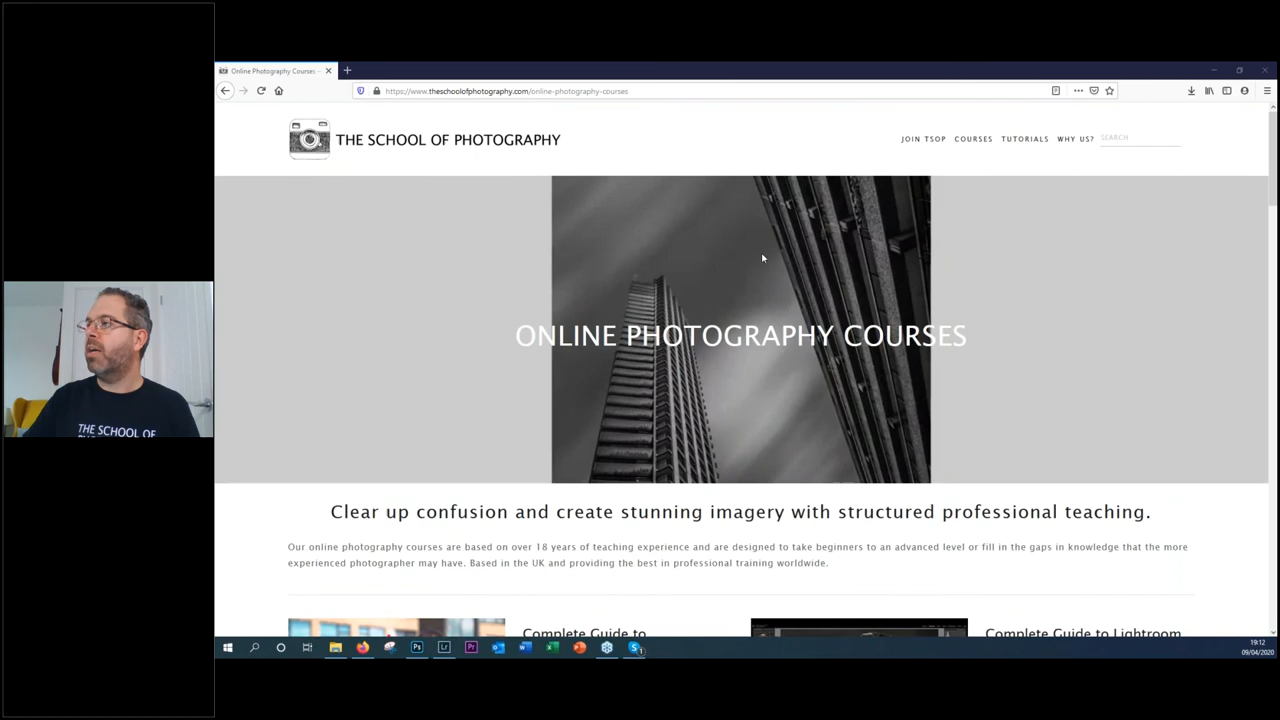 Online Photography Courses
https://www.theschoolofphotography.com/online-photography-courses
THE SCHOOL OF PHOTOGRAPHY
JOIN TSOP COURSES TUTORIALS WHY US? SEARCH
ONLINE PHOTOGRAPHY COURSES
THE SCHOOL OF
Clear up confusion and create stunning imagery with structured professional teaching.
Our online photography courses are based on over 18 years of teaching experience and are designed to take beginners to an advanced level or fill in the gaps in knowledge that the more
experienced photographer may have. Based in the UK and providing the best in professional training worldwide.
Complete Guide to
Complete Guide to Lightroom
Ps Lr Pr
19:12
09/04/2020